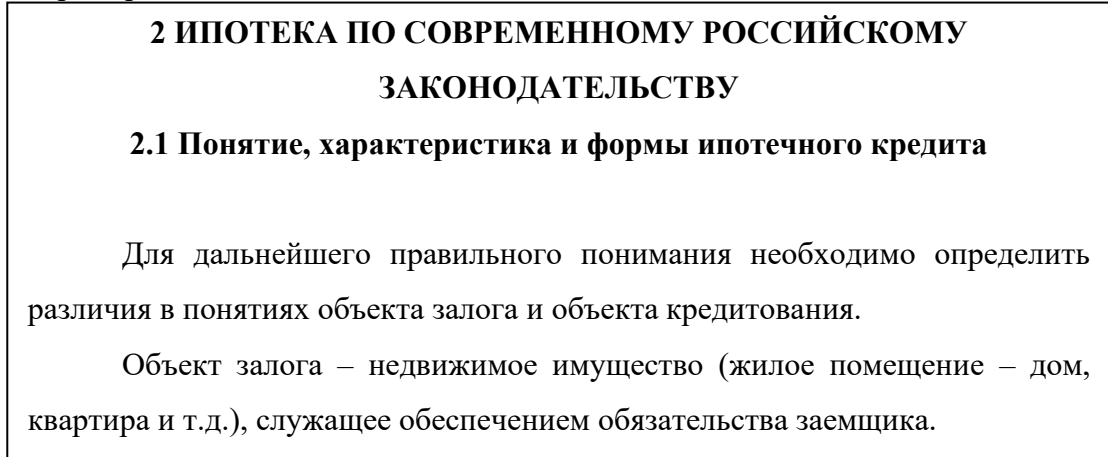 2 ИПОТЕКА ПО СОВРЕМЕННОМУ РОССИЙСКОМУ
ЗАКОНОДАТЕЛЬСТВУ
2.1 Понятие, характеристика и формы ипотечного кредита
Для дальнейшего правильного понимания необходимо определить
различия в понятиях объекта залога и объекта кредитования.
Объект залога – недвижимое имущество (жилое помещение – дом,
квартира и т.д.), служащее обеспечением обязательства заемщика.